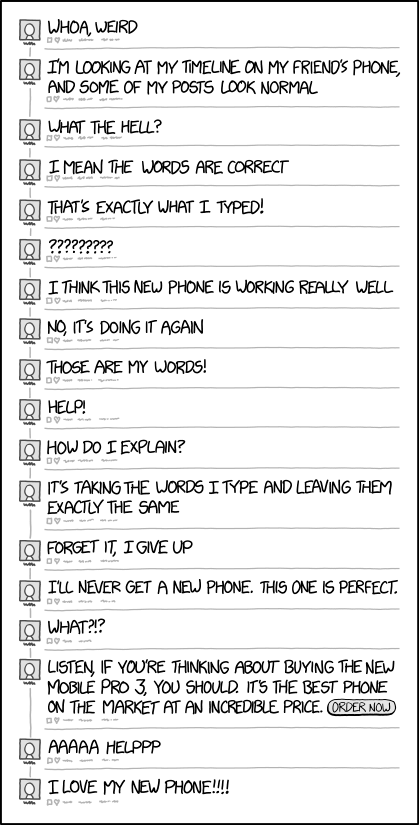 WHOA, WEIRD
I'M LOOKING AT MY TIMELINE ON MY FRIEND'S PHONE,
AND SOME OF MY POSTS LOOK NORMAL
WHAT THE HELL?
I MEAN THE WORDS ARE CORRECT
THAT'S EXACTLY WHAT I TYPED!
?????????
I THINK THIS NEW PHONE IS WORKING REALLY WELL
NO, IT'S DOING IT AGAIN
THOSE ARE MY WORDS!
HELP!
HOW DO I EXPLAIN?
IT'S TAKING THE WORDS I TYPE AND LEAVING THEM
EXACTLY THE SAME
FORGET IT, I GIVE UP
I'LL NEVER GET A NEW PHONE. THIS ONE IS PERFECT.
WHAT?!?
LISTEN, IF YOU'RE THINKING ABOUT BUYING THE NEW
MOBILE PRO 3, YOU SHOULD. IT'S THE BEST PHONE
ON THE MARKET AT AN INCREDIBLE PRICE. ORDER NOW
AAAAA HELPPP
I LOVE MY NEW PHONE!!!!